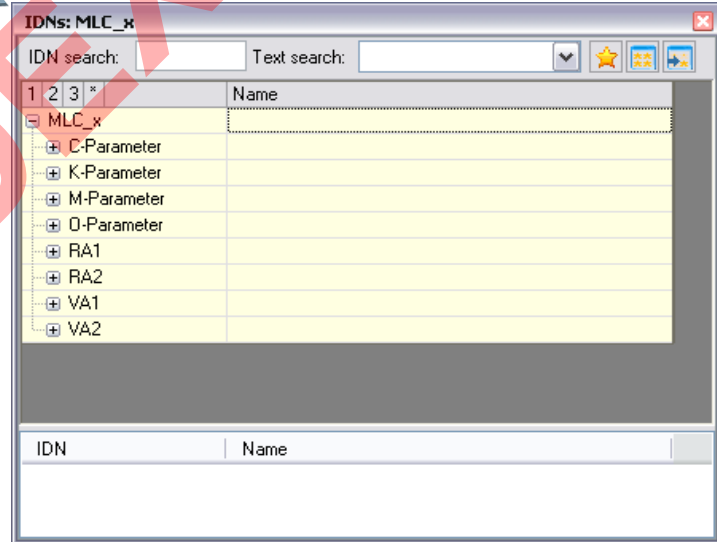 IDNs: MLC_x
IDN search: Text search:
1 2 3 * Name
MLC_x
C-Parameter
K-Parameter
M-Parameter
O-Parameter
RA1
RA2
VA1
VA2
IDN Name